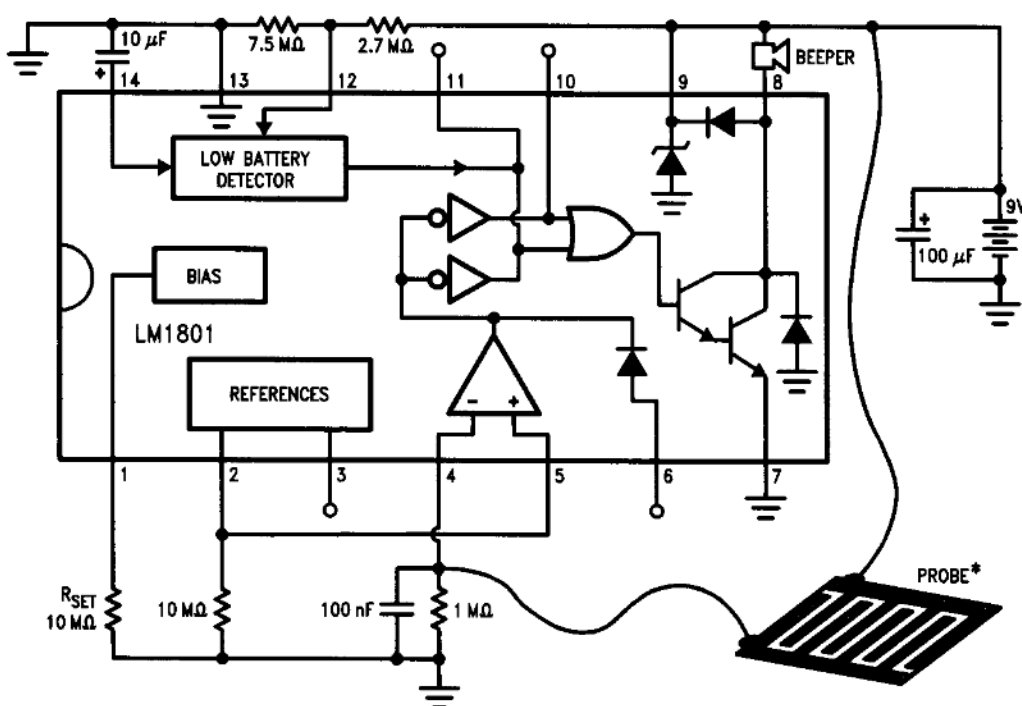 10 μF
7.5 MΩ
2.7 MΩ
BEEPER
+
14
13
12
11
10
9
8
LOW BATTERY
DETECTOR
+
9V
100 μF
BIAS
LM1801
REFERENCES
- +
1
2
3
4
5
6
7
RSET
10 MΩ
10 MΩ
100 nF
1 MΩ
PROBE*